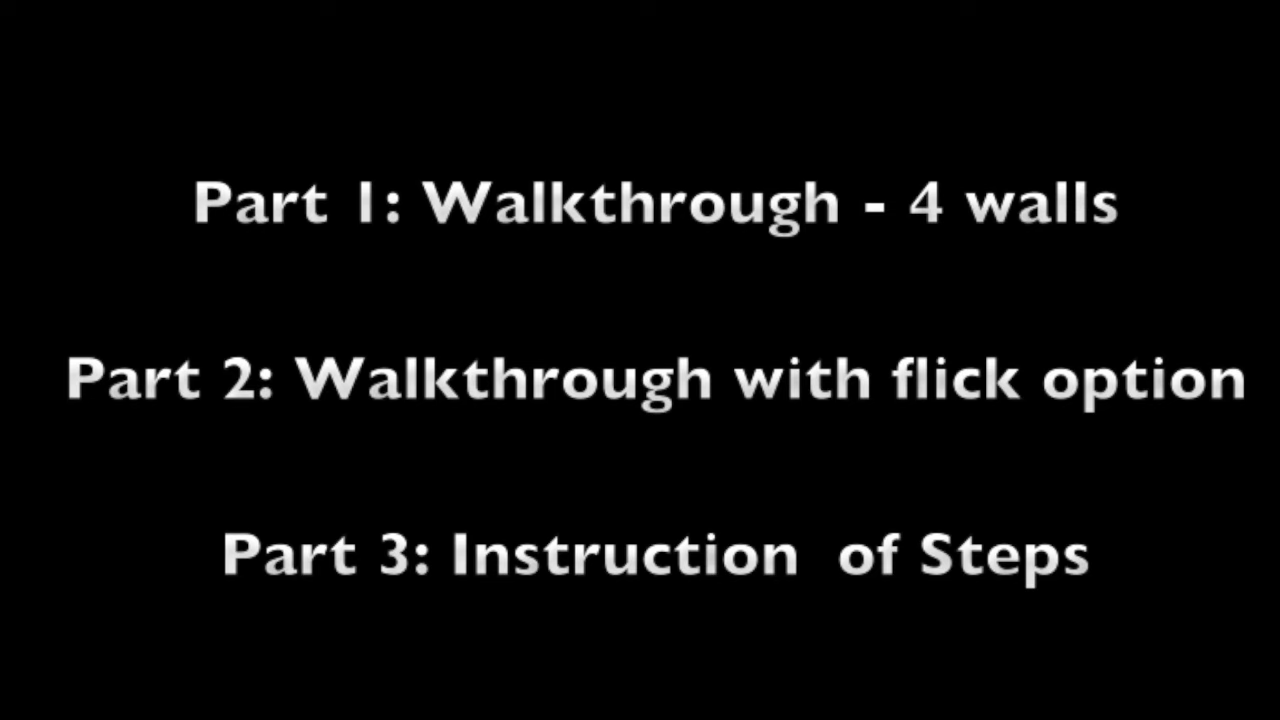 Part 1: Walkthrough - 4 walls
Part 2: Walkthrough with flick option
Part 3: Instruction  of Steps